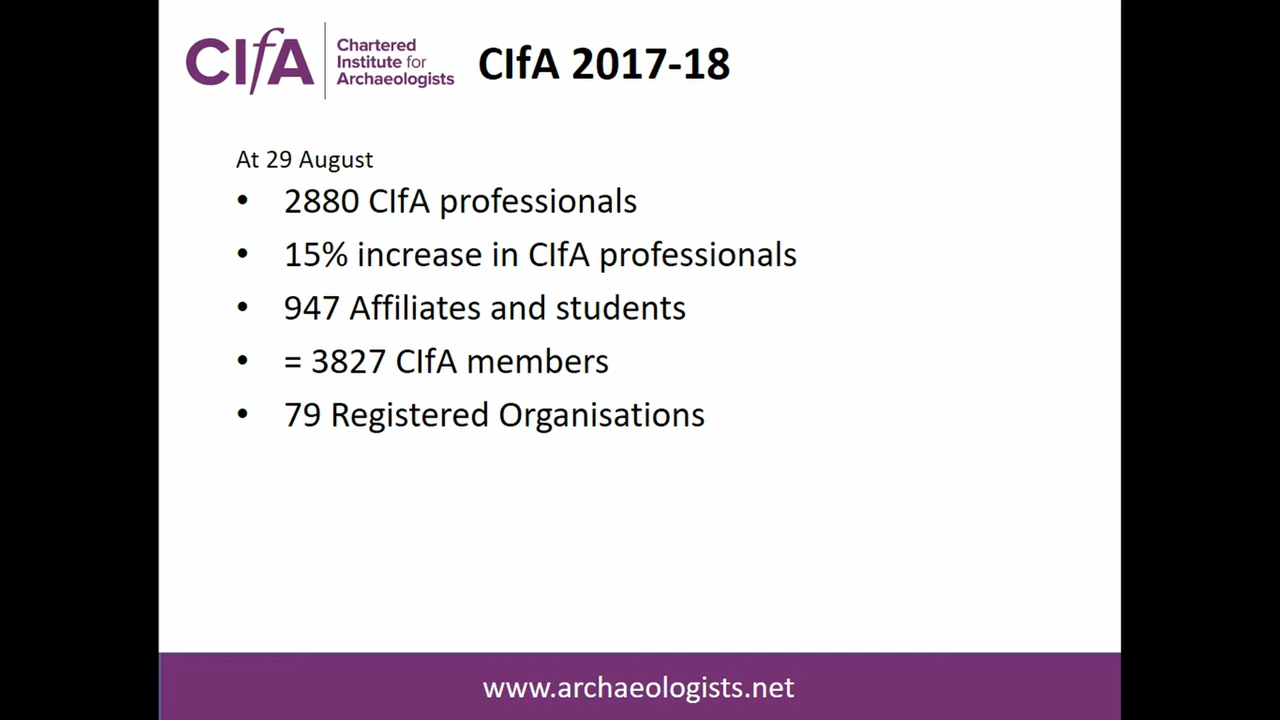 CIfA
Chartered
Institute for
Archaeologists
CIfA 2017-18
At 29 August
• 2880 CIfA professionals
• 15% increase in CIfA professionals
• 947 Affiliates and students
• = 3827 CIfA members
• 79 Registered Organisations
www.archaeologists.net